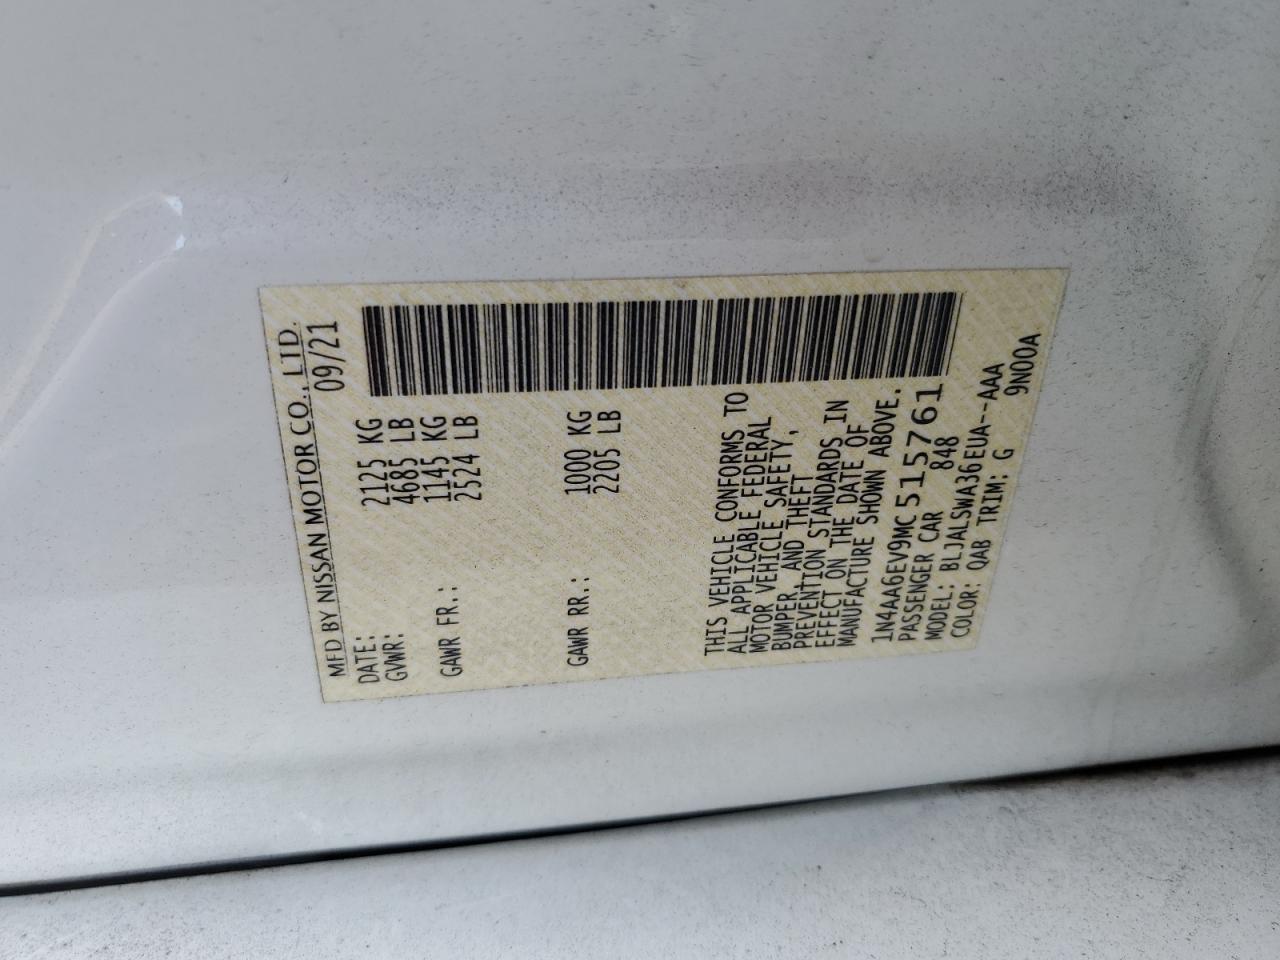 MFD BY NISSAN MOTOR CO., LTD.
DATE: 09/21
GVWR: 2125 KG
4685 LB
GAWR FR.: 1145 KG
2524 LB
GAWR RR.: 1000 KG
2205 LB
THIS VEHICLE CONFORMS TO
ALL APPLICABLE FEDERAL
MOTOR VEHICLE SAFETY,
BUMPER, AND THEFT
PREVENTION STANDARDS IN
EFFECT ON THE DATE OF
MANUFACTURE SHOWN ABOVE.
1N4AA6EV9MC515761
PASSENGER CAR 848
MODEL: BLJALSWA36EUA--AAA
COLOR: QAB TRIM: G 9N00A